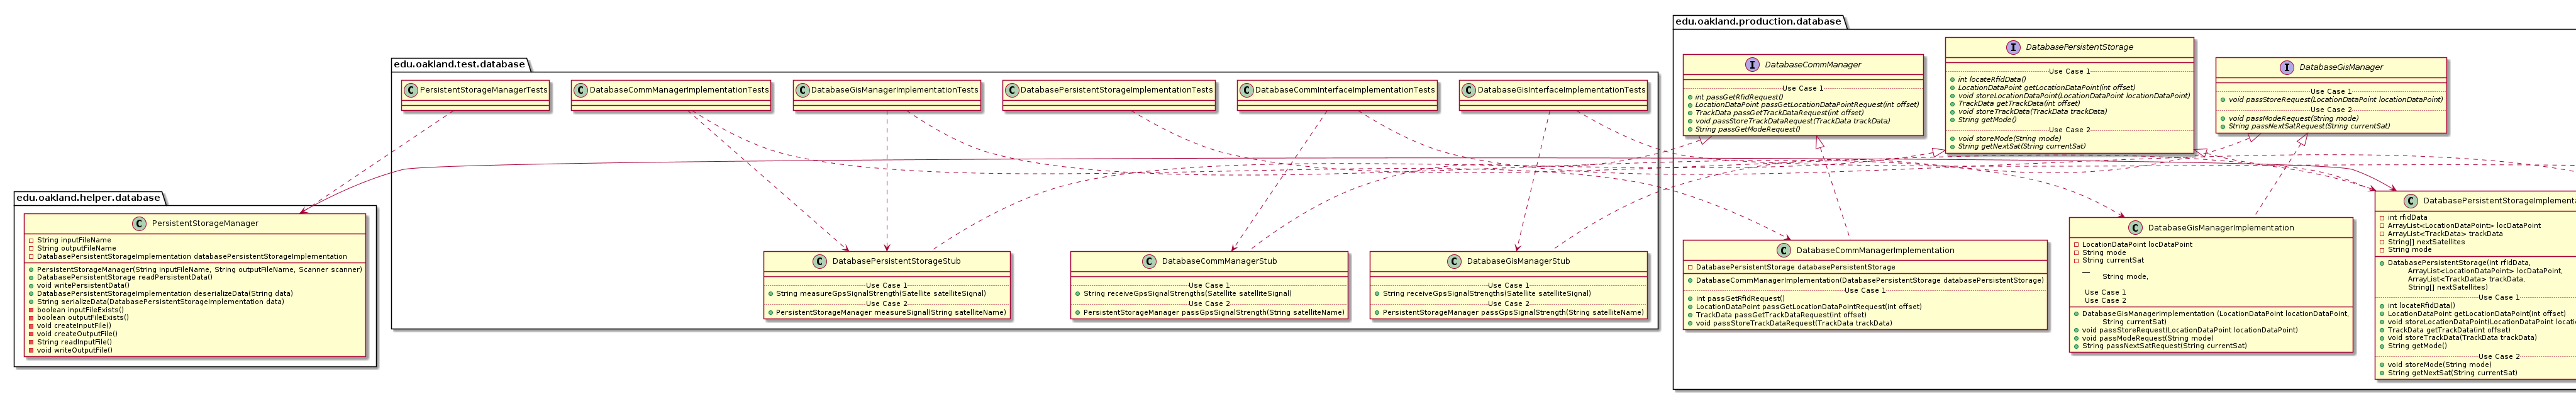 edu.oakland.production.database
DatabaseCommManager
Use Case 1
int passGetRfidRequest()
LocationDataPoint passGetLocationDataPointRequest(int offset)
TrackData passGetTrackDataRequest(int offset)
void passStoreTrackDataRequest(TrackData trackData)
String passGetModeRequest()
DatabasePersistentStorage
Use Case 1
int locateRfidData()
LocationDataPoint getLocationDataPoint(int offset)
void storeLocationDataPoint(LocationDataPoint locationDataPoint)
TrackData getTrackData(int offset)
void storeTrackData(TrackData trackData)
String getMode()
Use Case 2
void storeMode(String mode)
String getNextSat(String currentSat)
DatabaseGisManager
Use Case 1
void passStoreRequest(LocationDataPoint locationDataPoint)
Use Case 2
void passModeRequest(String mode)
String passNextSatRequest(String currentSat)
edu.oakland.test.database
PersistentStorageManagerTests
DatabaseCommManagerImplementationTests
DatabaseGisManagerImplementationTests
DatabasePersistentStorageImplementationTests
DatabaseCommInterfaceImplementationTests
DatabaseGisInterfaceImplementationTests
edu.oakland.helper.database
PersistentStorageManager
String inputFileName
String outputFileName
DatabasePersistentStorageImplementation databasePersistentStorageImplementation
PersistentStorageManager(String inputFileName, String outputFileName, Scanner scanner)
DatabasePersistentStorage readPersistentData()
void writePersistentData()
DatabasePersistentStorageImplementation deserializeData(String data)
String serializeData(DatabasePersistentStorageImplementation data)
boolean inputFileExists()
boolean outputFileExists()
void createInputFile()
void createOutputFile()
String readInputFile()
void writeOutputFile()
DatabasePersistentStorageStub
Use Case 1
String measureGpsSignalStrength(Satellite satelliteSignal)
Use Case 2
PersistentStorageManager measureSignal(String satelliteName)
DatabaseCommManagerStub
Use Case 1
String receiveGpsSignalStrengths(Satellite satelliteSignal)
Use Case 2
PersistentStorageManager passGpsSignalStrength(String satelliteName)
DatabaseGisManagerStub
Use Case 1
String receiveGpsSignalStrengths(Satellite satelliteSignal)
Use Case 2
PersistentStorageManager passGpsSignalStrength(String satelliteName)
DatabaseCommManagerImplementation
DatabasePersistentStorage databasePersistentStorage
DatabaseCommManagerImplementation(DatabasePersistentStorage databasePersistentStorage)
Use Case 1
int passGetRfidRequest()
LocationDataPoint passGetLocationDataPointRequest(int offset)
TrackData passGetTrackDataRequest(int offset)
void passStoreTrackDataRequest(TrackData trackData)
DatabaseGisManagerImplementation
LocationDataPoint locDataPoint
String mode
String currentSat
—
String mode,
Use Case 1
Use Case 2
DatabaseGisManagerImplementation (LocationDataPoint locationDataPoint,
String currentSat)
void passStoreRequest(LocationDataPoint locationDataPoint)
void passModeRequest(String mode)
String passNextSatRequest(String currentSat)
DatabasePersistentStorageImplementa
int rfidData
ArrayList<LocationDataPoint> locDataPoint
ArrayList<TrackData> trackData
String[] nextSatellites
String mode
DatabasePersistentStorage(int rfidData,
ArrayList<LocationDataPoint> locDataPoint,
ArrayList<TrackData> trackData,
String[] nextSatellites)
Use Case 1
int locateRfidData()
LocationDataPoint getLocationDataPoint(int offset)
void storeLocationDataPoint(LocationDataPoint locatio
TrackData getTrackData(int offset)
void storeTrackData(TrackData trackData)
String getMode()
Use Case 2
void storeMode(String mode)
String getNextSat(String currentSat)